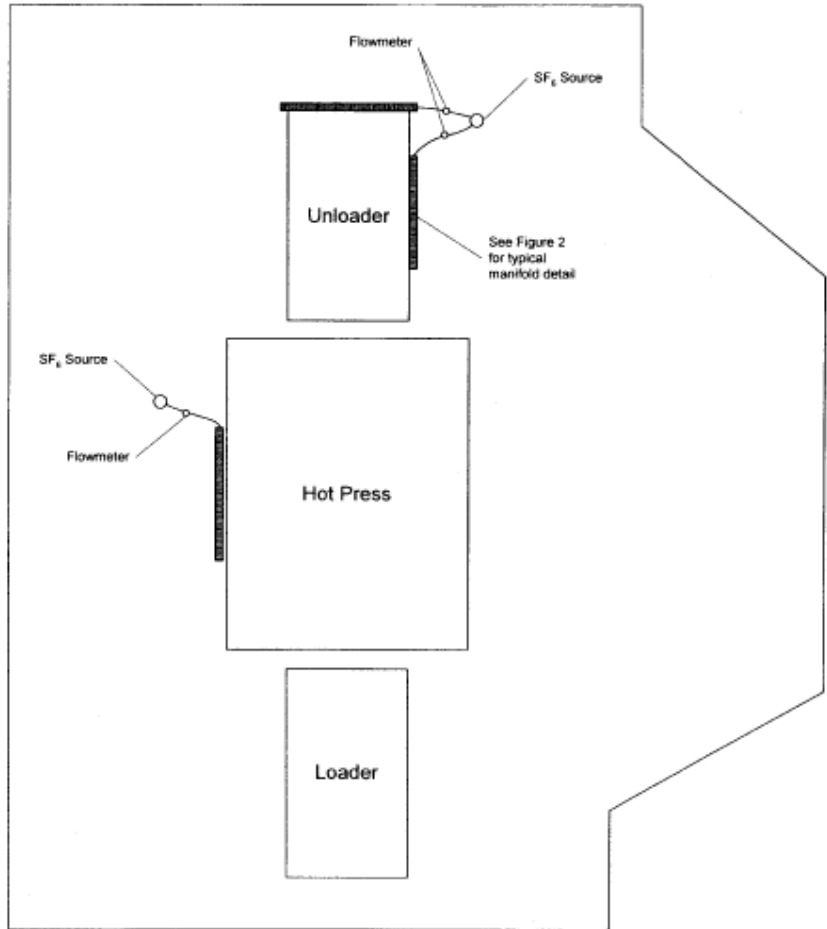 Flowmeter
SF₆ Source
Unloader
See Figure 2
for typical
manifold detail
SF₆ Source
Flowmeter
Hot Press
Loader